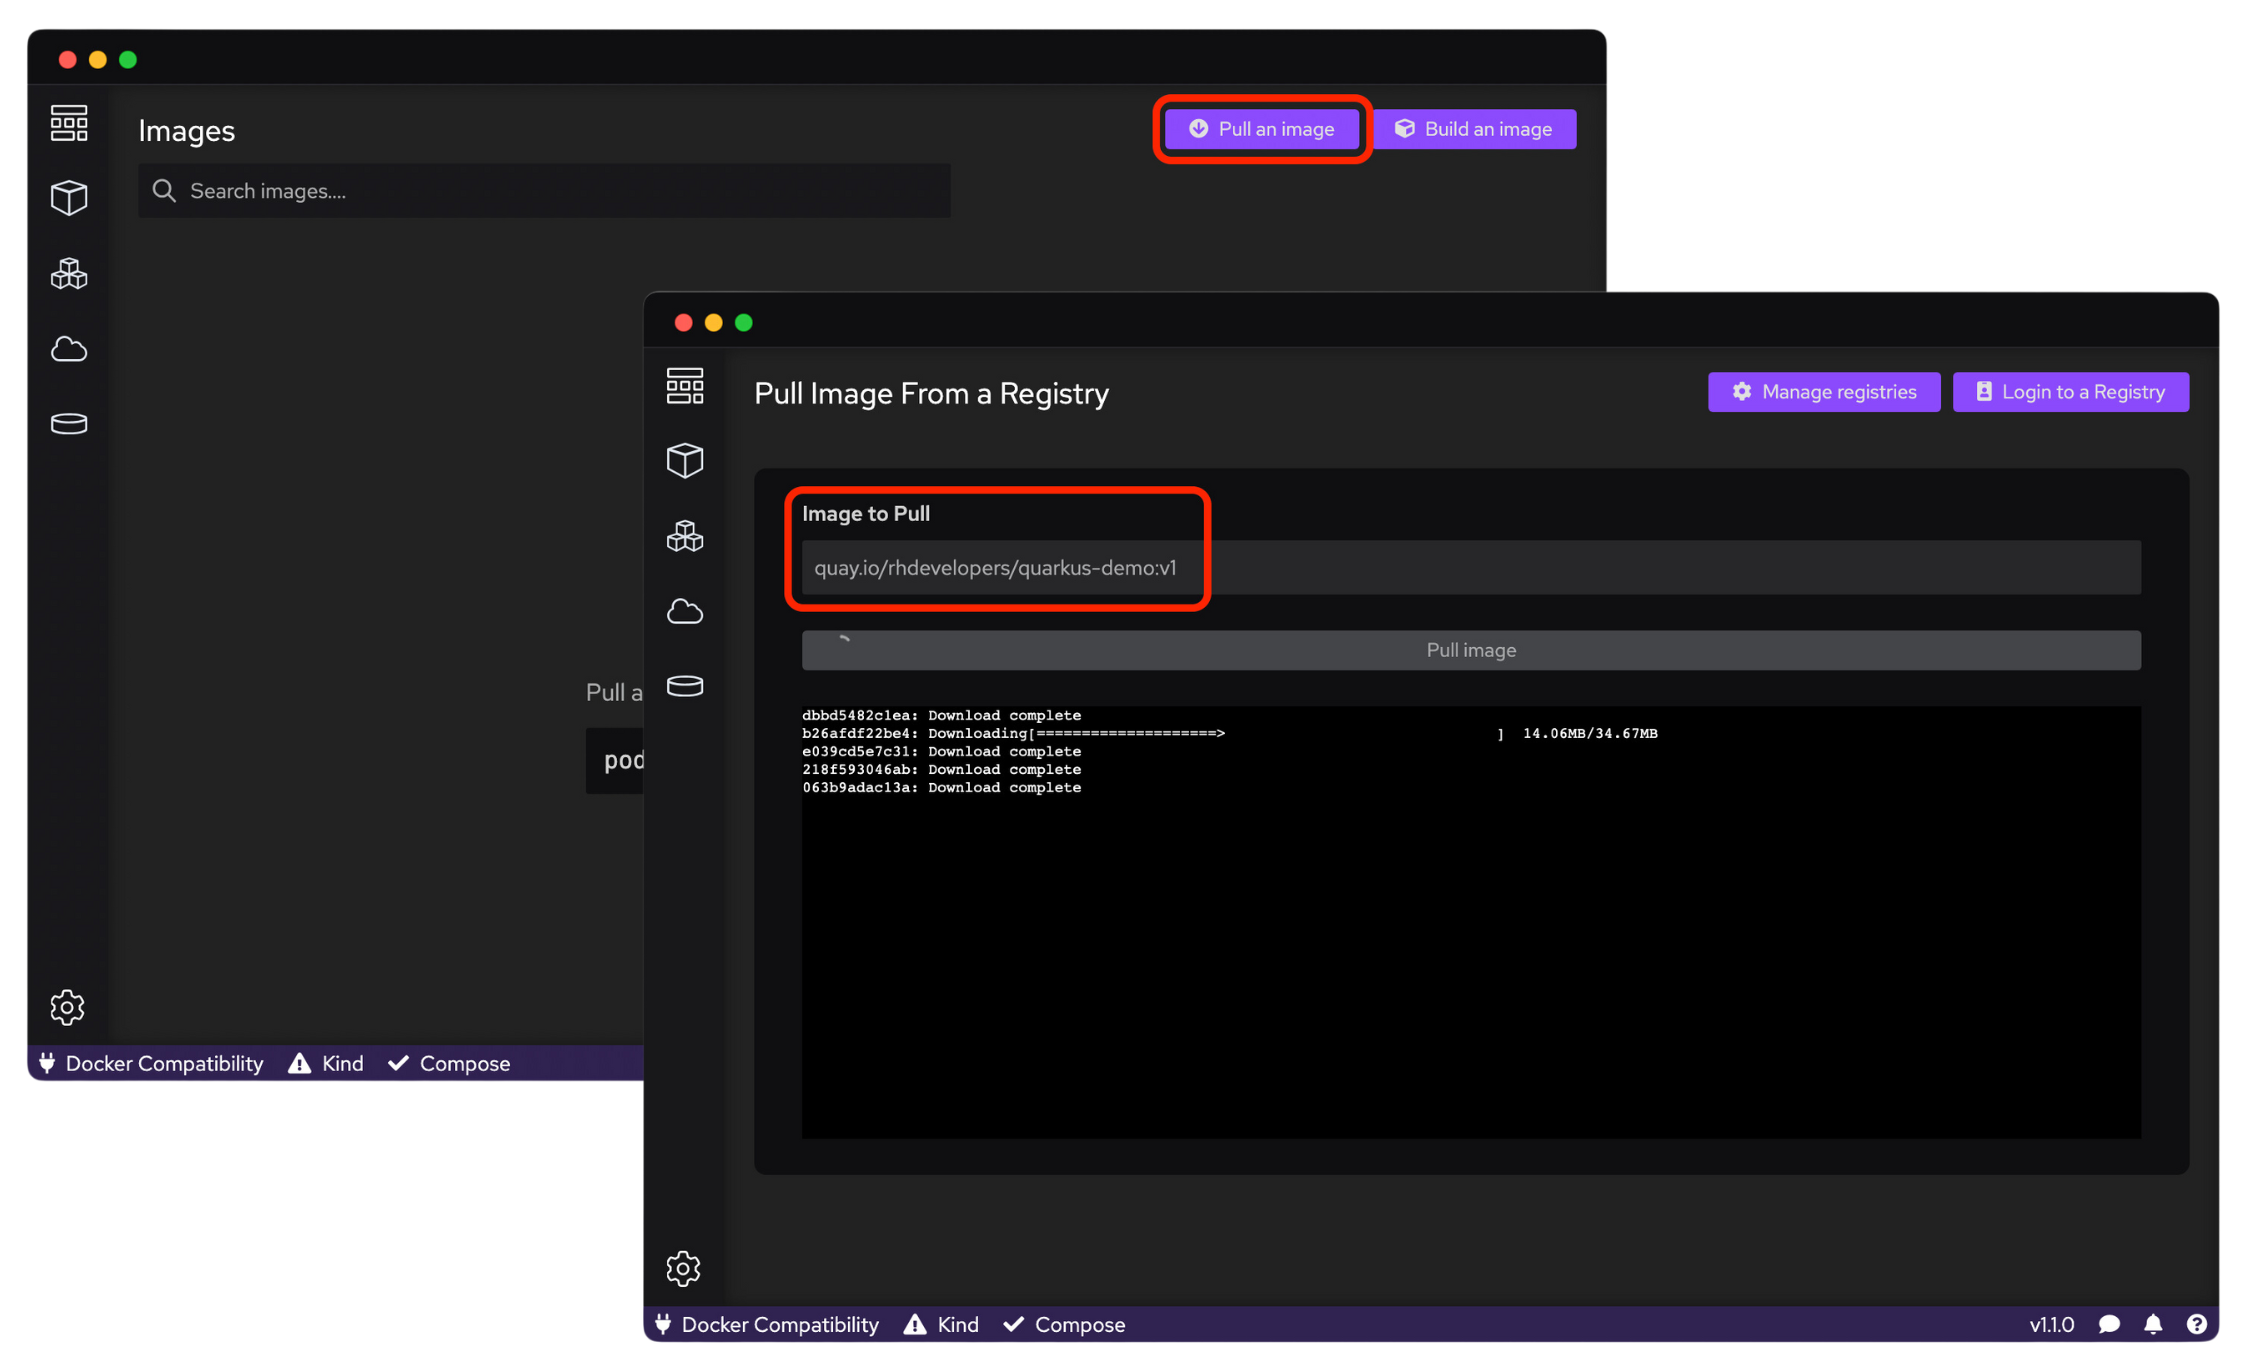 Images
Pull an image
Build an image
Search images....
Pull a
pod
Docker Compatibility
Kind
Compose
Pull Image From a Registry
Manage registries
Login to a Registry
Image to Pull
quay.io/rhdevelopers/quarkus-demo:v1
Pull image
dbbd5482c1ea: Download complete
b26afdf22be4: Downloading[====================>                              ]  14.06MB/34.67MB
e039cd5e7c31: Download complete
218f593046ab: Download complete
063b9adac13a: Download complete
Docker Compatibility
Kind
Compose
v1.1.0